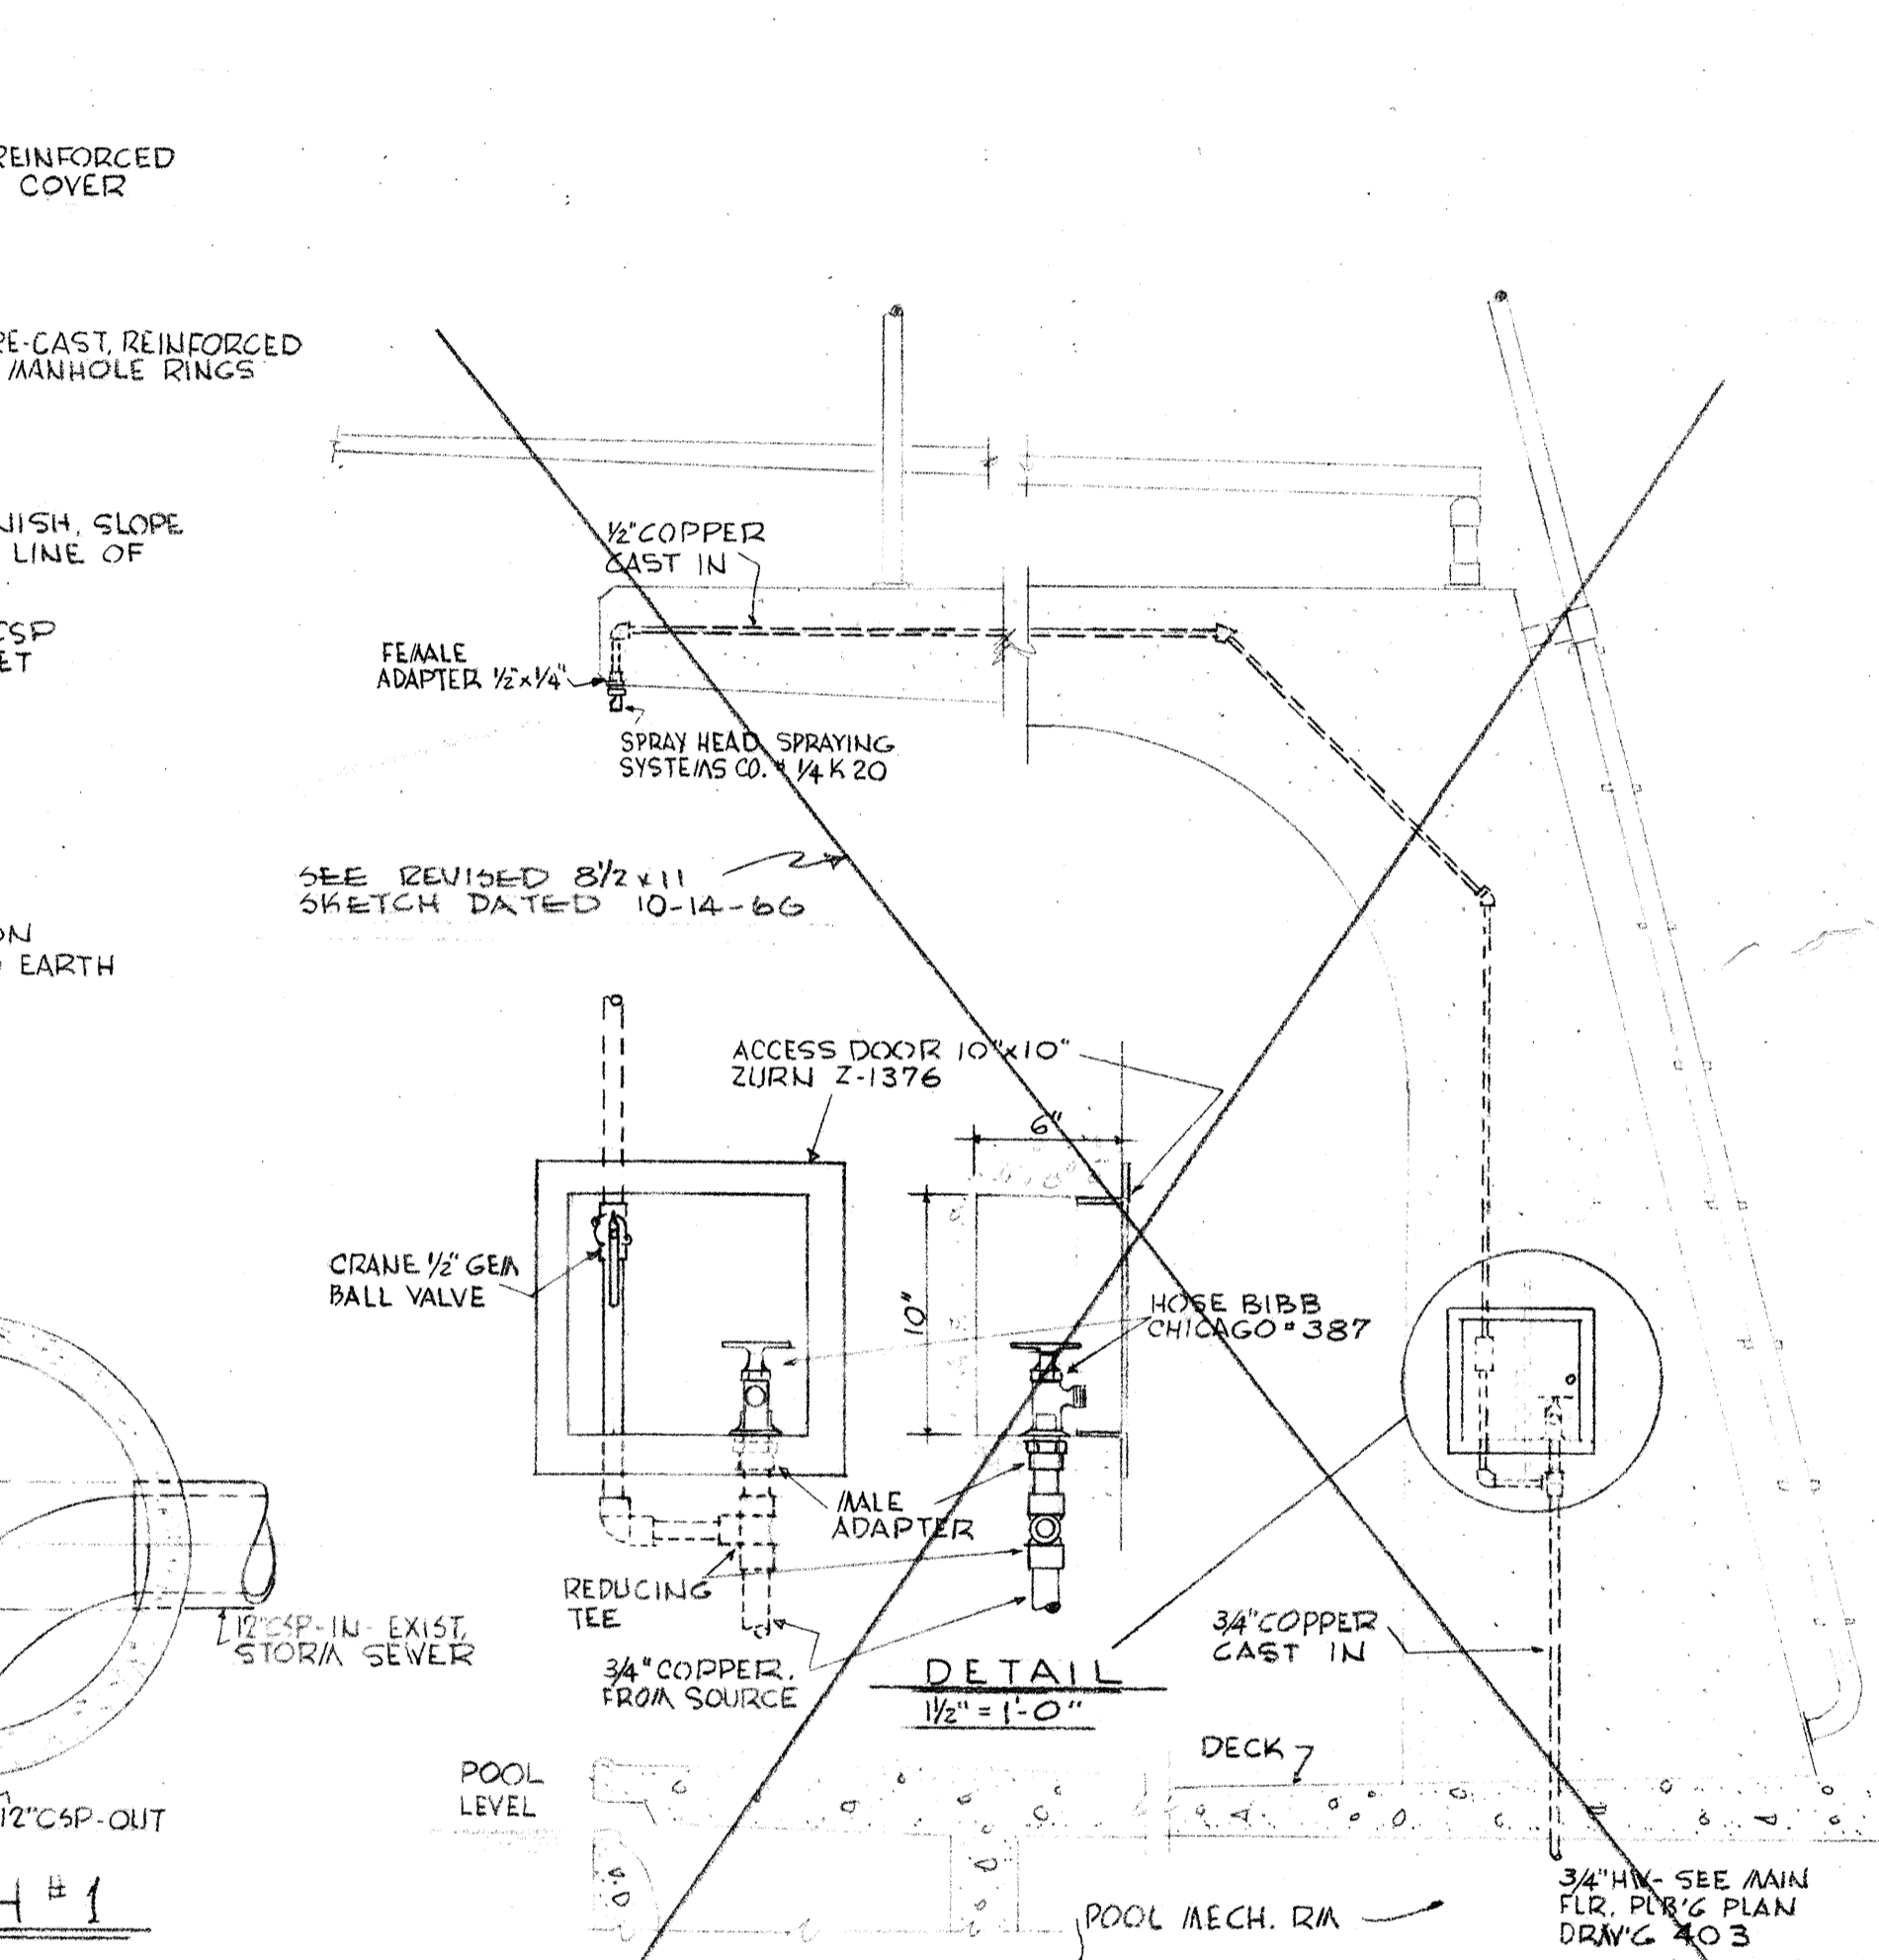 REINFORCED
COVER
RE-CAST, REINFORCED
MANHOLE RINGS
NISH, SLOPE
LINE OF
CSP
ET
ON
EARTH
1/2" COPPER
CAST IN
FEMALE
ADAPTER 1/2" x 1/4"
SPRAY HEAD SPRAYING
SYSTEMS CO. # 1/4 K 20
SEE REVISED 8 1/2 x 11
SKETCH DATED 10-14-66
ACCESS DOOR 10" x 10"
ZURN Z-1376
6"
10"
CRANE 1/2" GEM
BALL VALVE
HOSE BIBB
CHICAGO # 387
MALE
ADAPTER
REDUCING
TEE
3/4" COPPER.
FROM SOURCE
DETAIL
1 1/2" = 1'-0"
3/4" COPPER
CAST IN
12" CSP-IN-EXIST.
STORM SEWER
12" CSP-OUT
H # 1
POOL
LEVEL
DECK
POOL MECH. RM
3/4" HW - SEE MAIN
FLR. PLB'G PLAN
DRW'G 403